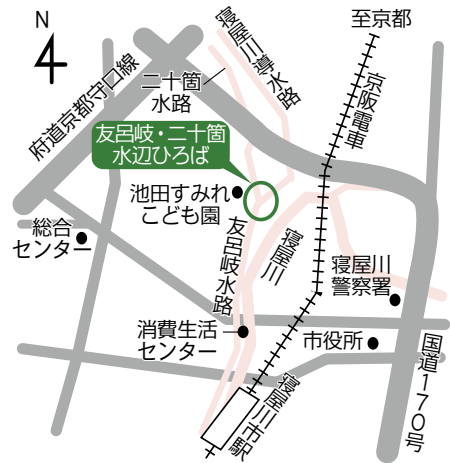 N
至京都
寝屋川導水路
京阪電車
府道京都守口線
二十箇
水路
友呂岐・二十箇
水辺ひろば
池田すみれ
こども園
総合
センター
友呂岐水路
寝屋川
寝屋川
警察署
消費生活
センター
市役所
国道170号
寝屋川市駅